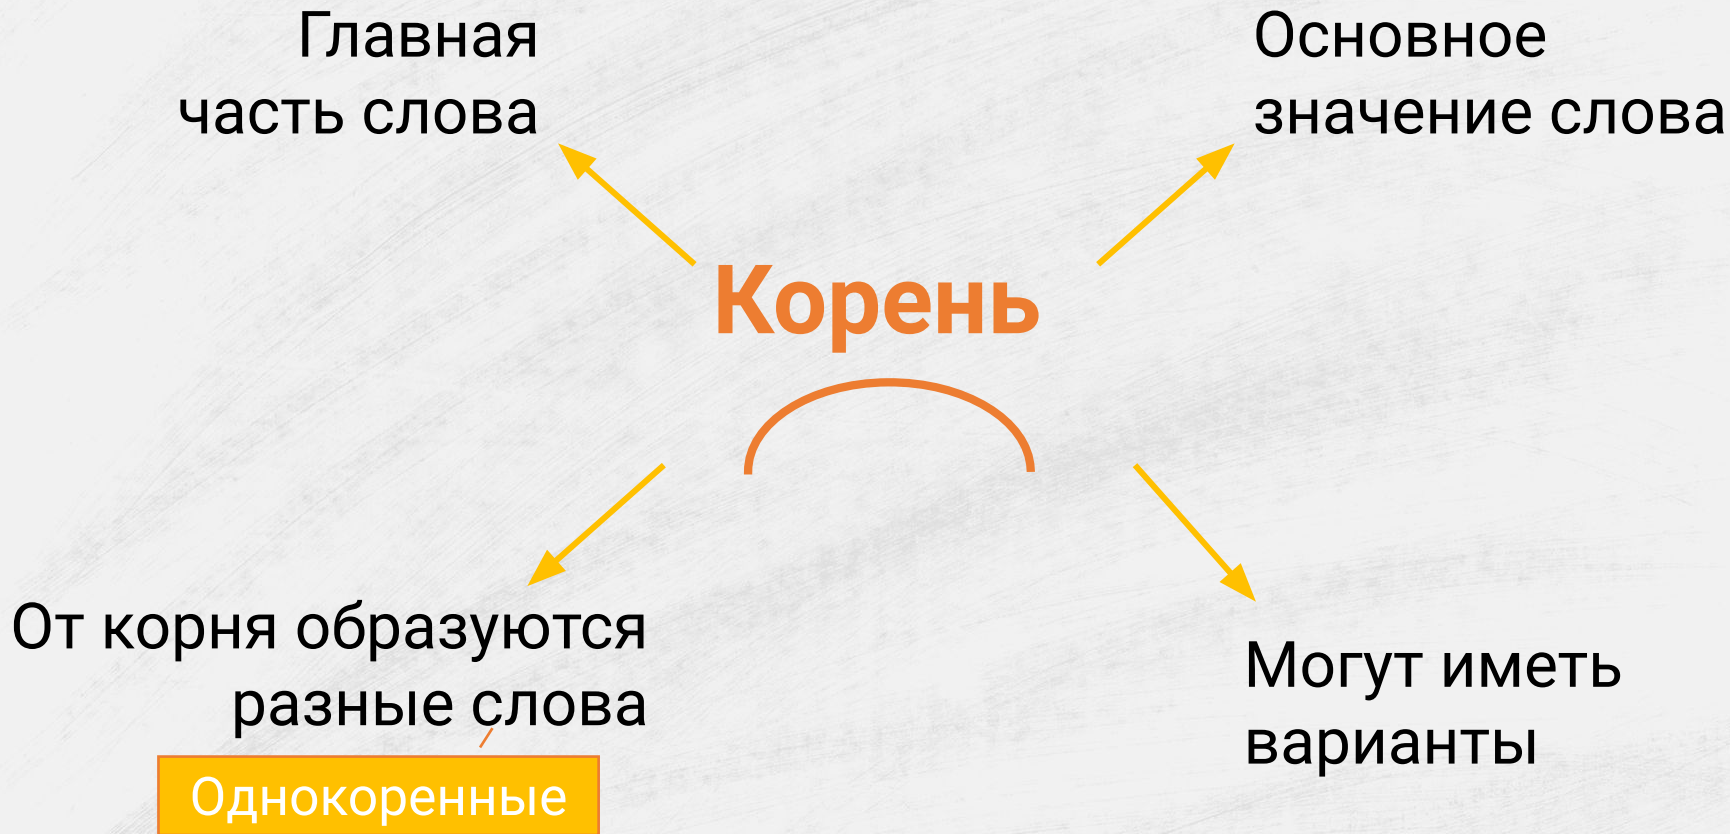 Главная
часть слова
Основное
значение слова
Корень
От корня образуются
разные слова
Однокоренные
Могут иметь
варианты